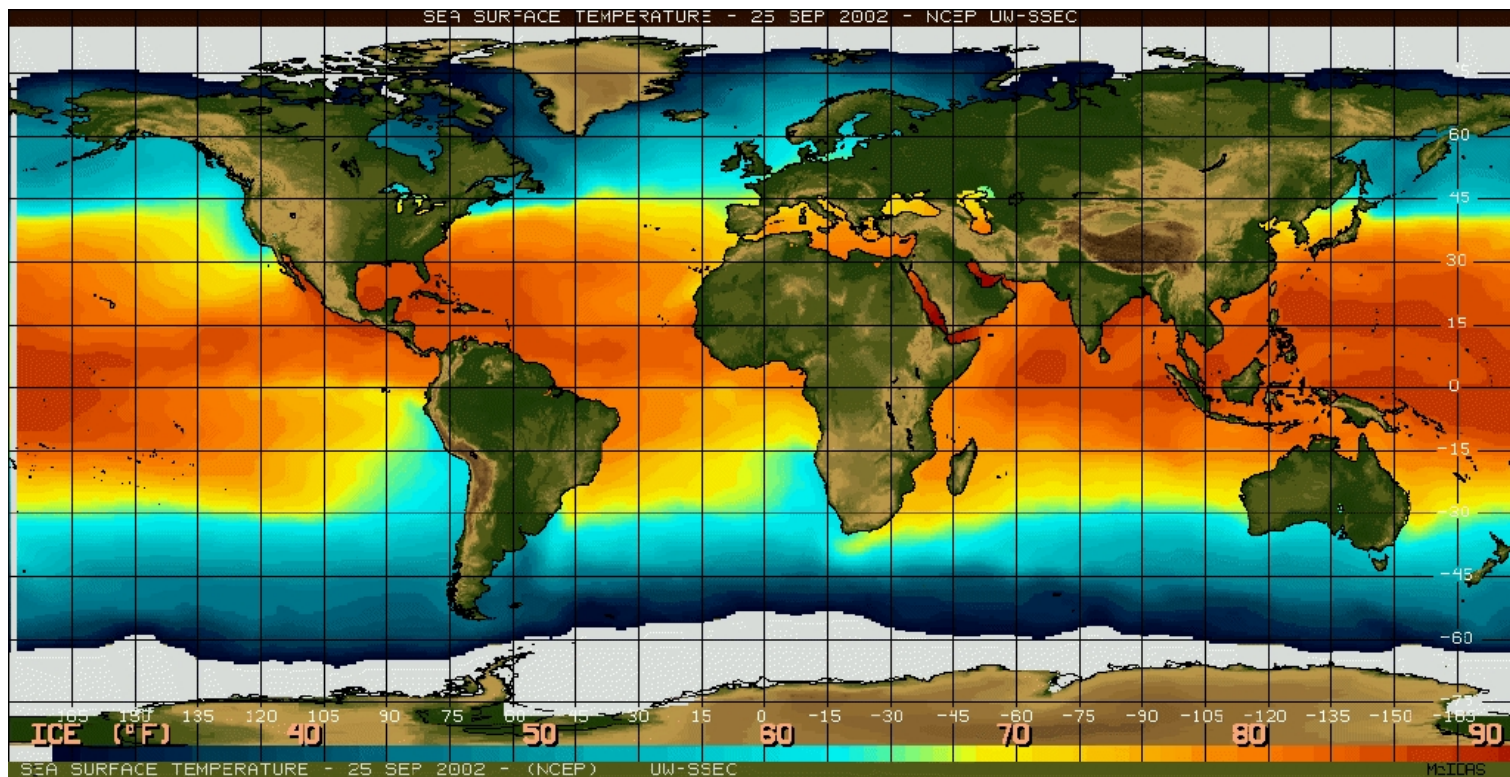 SEA SURFACE TEMPERATURE - 25 SEP 2002 - NCEP UW-SSEC
75
60
45
30
15
0
-15
-30
-45
-60
-75
165 150 135 120 105 90 75 60 45 30 15 0 -15 -30 -45 -60 -75 -90 -105 -120 -135 -150 -165
ICE (°F) 40 50 60 70 80 90
SEA SURFACE TEMPERATURE - 25 SEP 2002 - (NCEP) UW-SSEC McIDAS